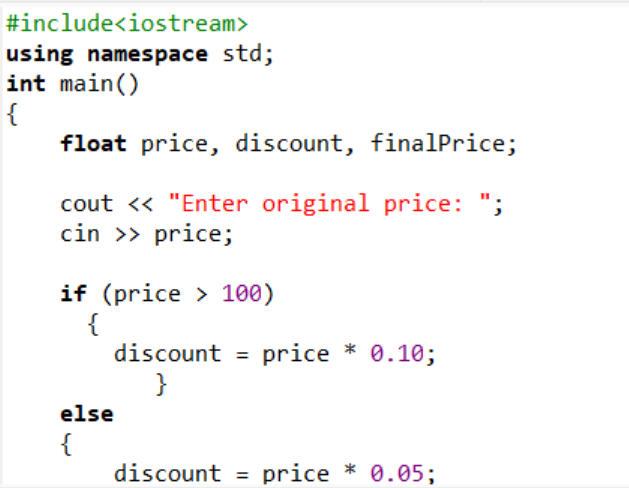 #include<iostream>
using namespace std;
int main()
{
    float price, discount, finalPrice;

    cout << "Enter original price: ";
    cin >> price;

    if (price > 100)
      {
        discount = price * 0.10;
           }
    else
    {
        discount = price * 0.05;